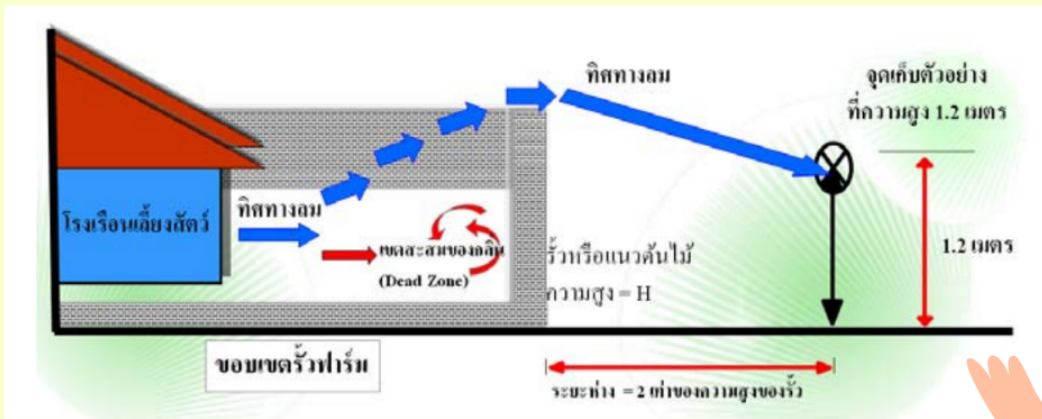 ทิศทางลม
จุดเก็บตัวอย่าง
ที่ความสูง 1.2 เมตร
โรงเรือนเลี้ยงสัตว์
ทิศทางลม
เขตสะสมของกลิ่น
(Dead Zone)
รั้วหรือแนวต้นไม้
ความสูง = H
1.2 เมตร
ขอบเขตรั้วฟาร์ม
ระยะห่าง = 2 เท่าของความสูงของรั้ว